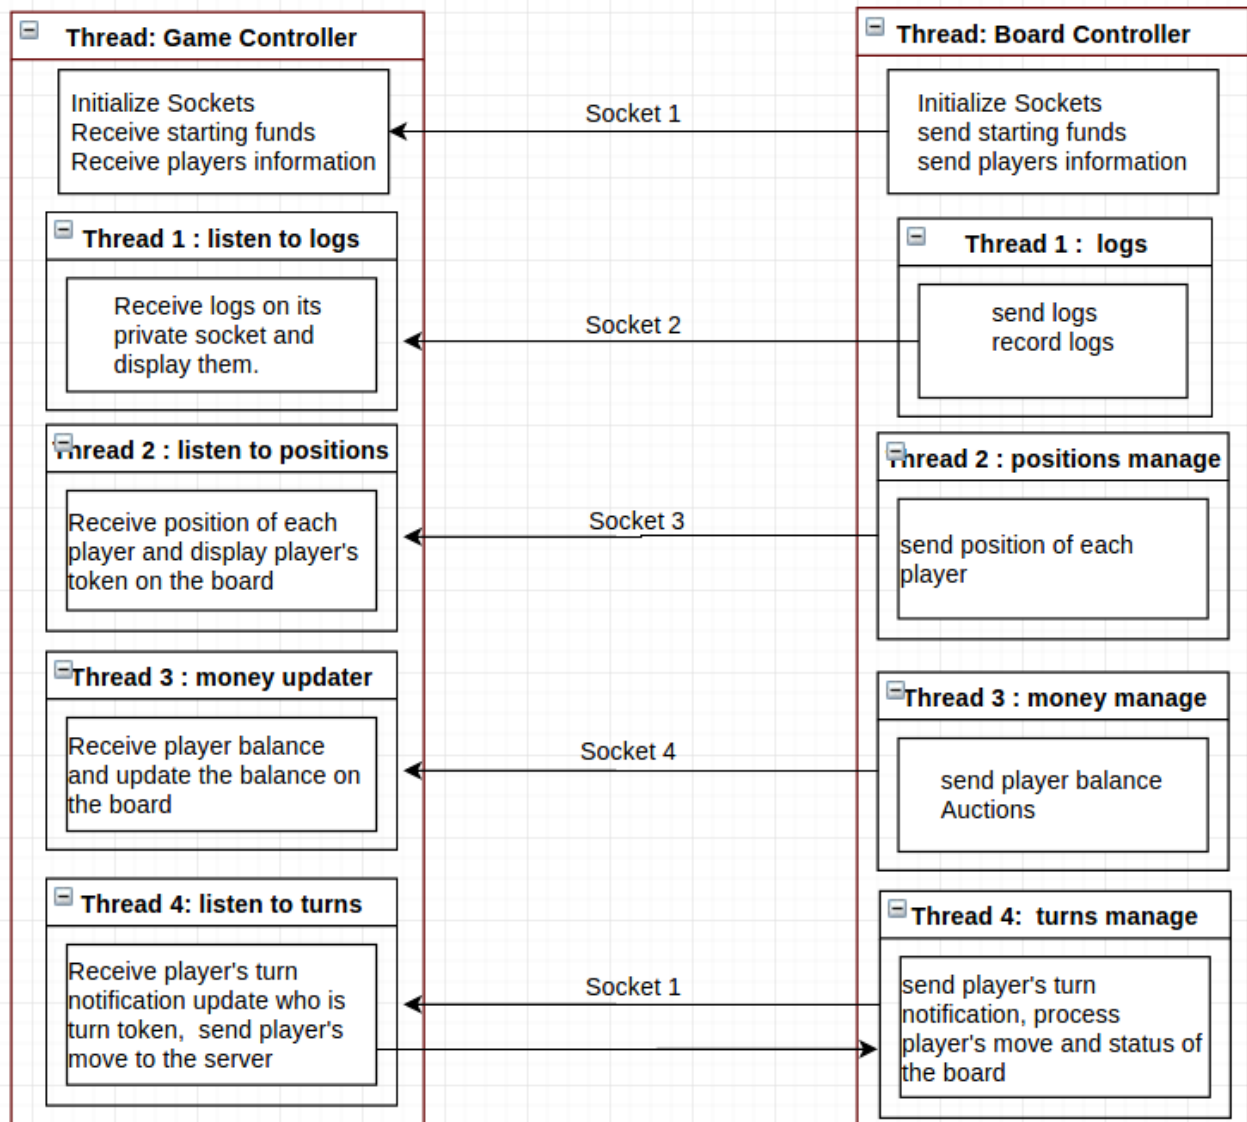 Thread: Game Controller
Initialize Sockets
Receive starting funds
Receive players information
Thread 1 : listen to logs
Receive logs on its
private socket and
display them.
Thread 2 : listen to positions
Receive position of each
player and display player's
token on the board
Thread 3 : money updater
Receive player balance
and update the balance on
the board
Thread 4: listen to turns
Receive player's turn
notification update who is
turn token, send player's
move to the server
Socket 1
Socket 2
Socket 3
Socket 4
Socket 1
Thread: Board Controller
Initialize Sockets
send starting funds
send players information
Thread 1 : logs
send logs
record logs
Thread 2 : positions manage
send position of each
player
Thread 3 : money manage
send player balance
Auctions
Thread 4: turns manage
send player's turn
notification, process
player's move and status of
the board